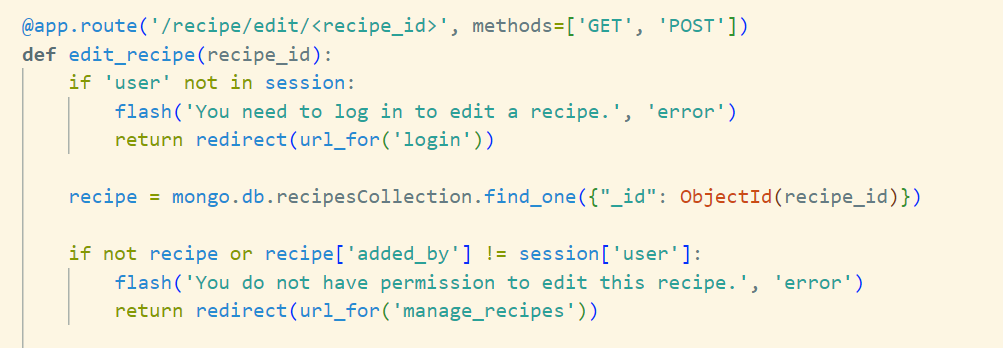 @app.route('/recipe/edit/<recipe_id>', methods=['GET', 'POST'])
def edit_recipe(recipe_id):
    if 'user' not in session:
        flash('You need to log in to edit a recipe.', 'error')
        return redirect(url_for('login'))

    recipe = mongo.db.recipesCollection.find_one({"_id": ObjectId(recipe_id)})

    if not recipe or recipe['added_by'] != session['user']:
        flash('You do not have permission to edit this recipe.', 'error')
        return redirect(url_for('manage_recipes'))